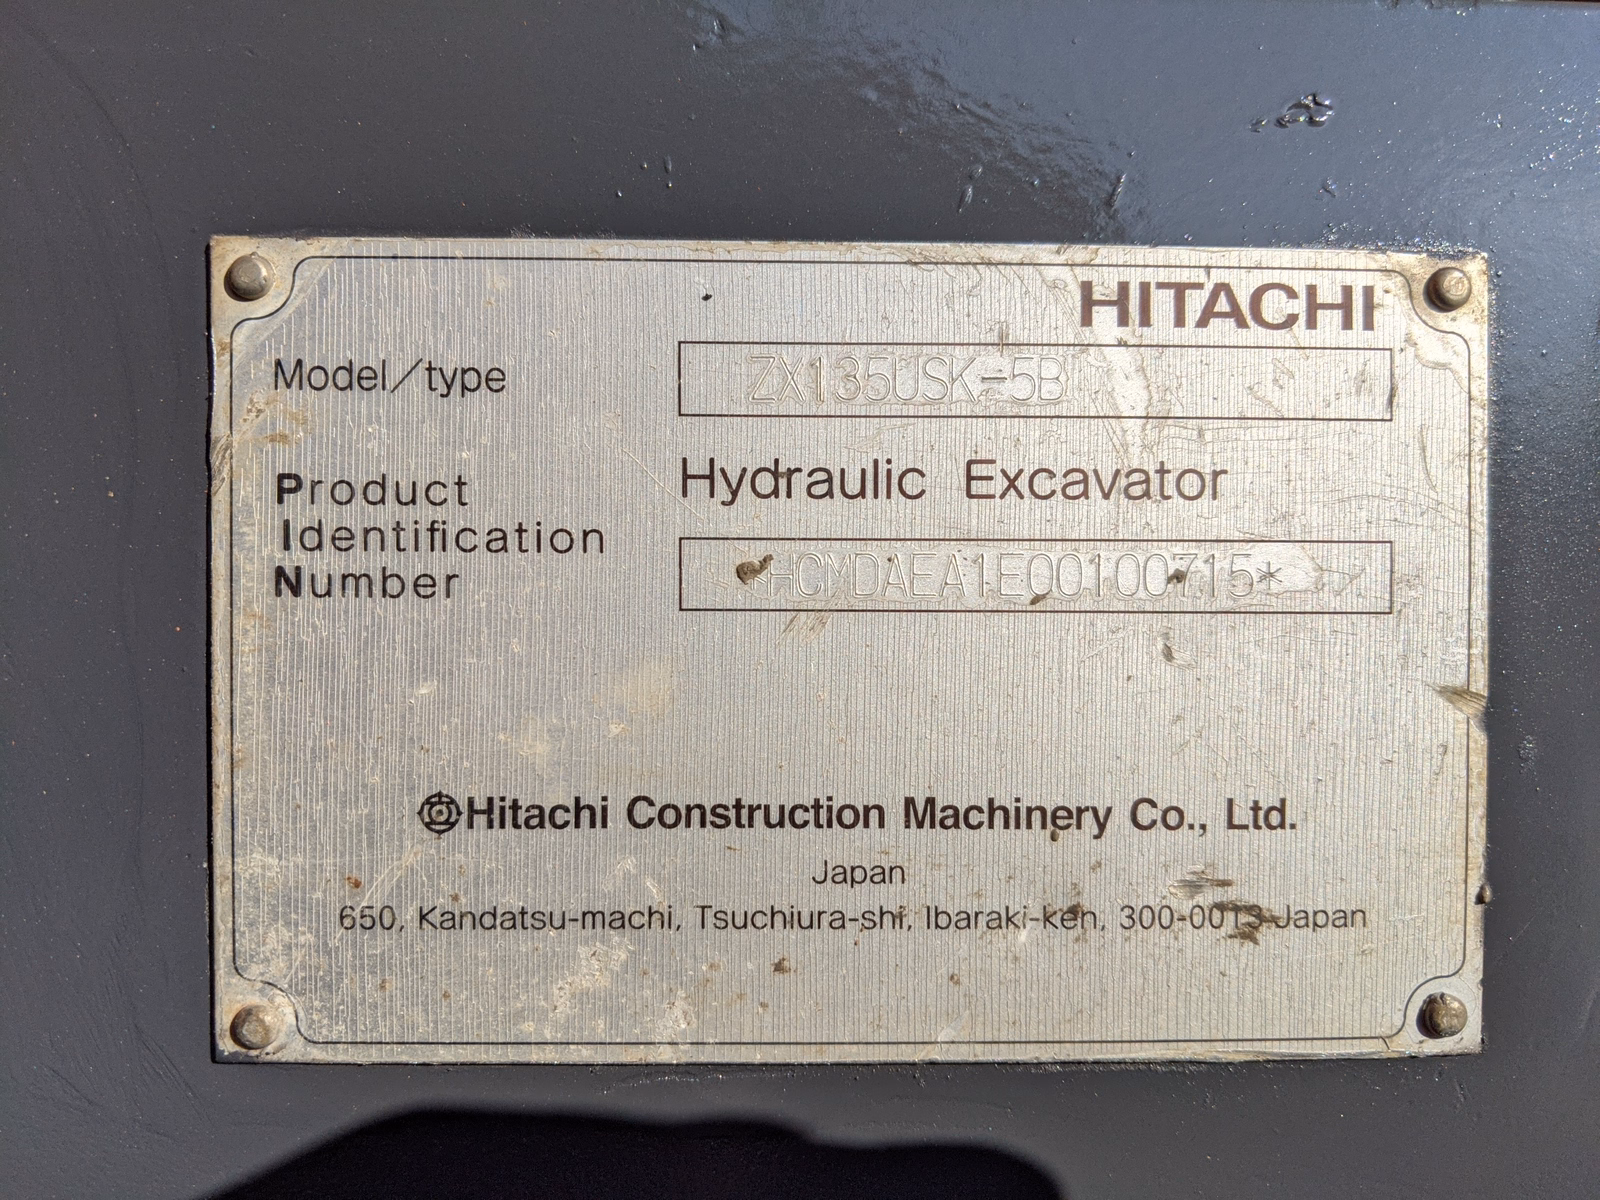 HITACHI
Model/type ZX135USK-5B
Hydraulic Excavator
Product
Identification
Number *HCMDAEA1E00100715*
Hitachi Construction Machinery Co., Ltd.
Japan
650, Kandatsu-machi, Tsuchiura-shi, Ibaraki-ken, 300-0013 Japan